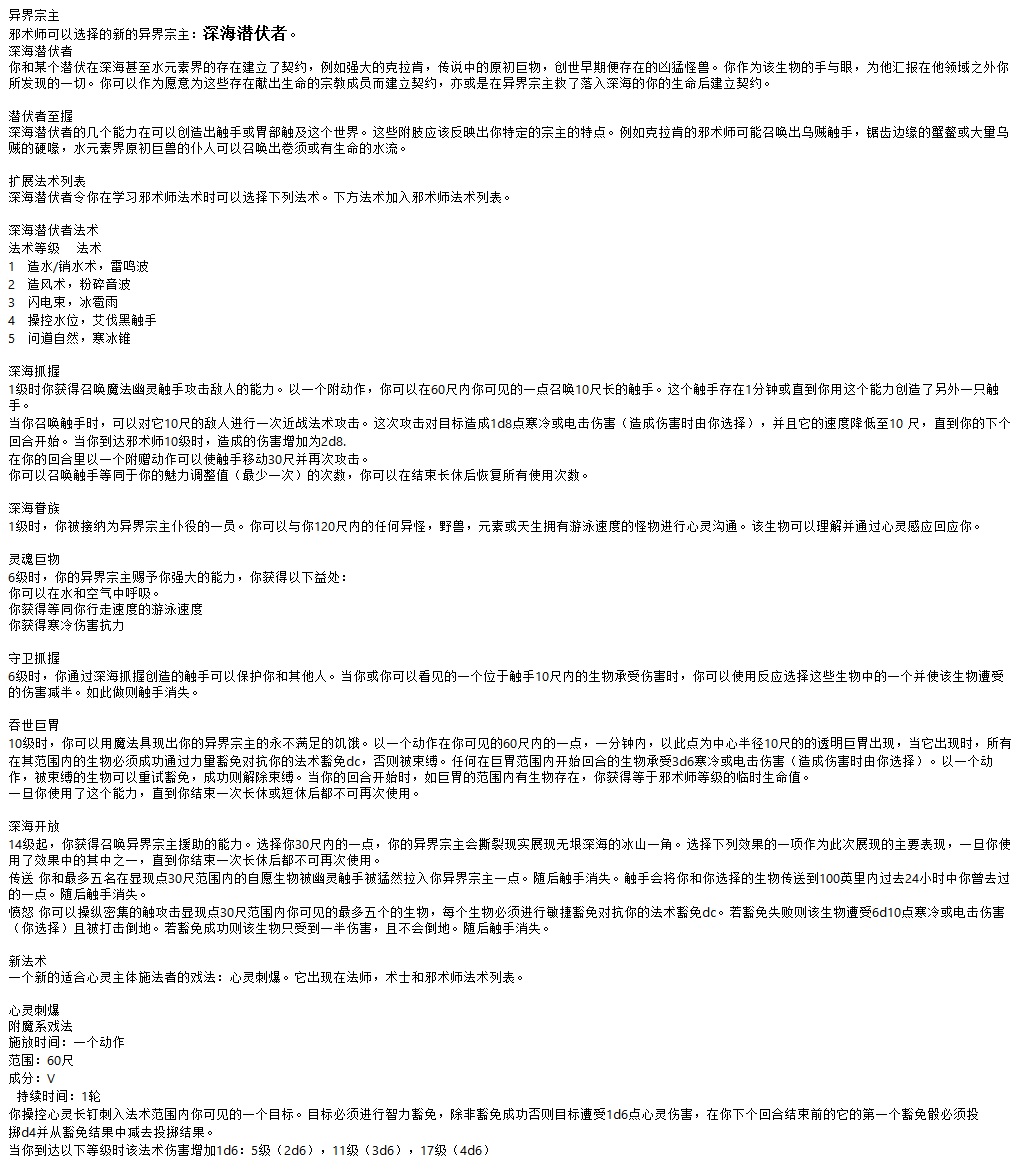 异界宗主
邪术师可以选择的新的异界宗主：深海潜伏者。
深海潜伏者
你和某个潜伏在深海甚至水元素界的存在建立了契约，例如强大的克拉肯，传说中的原初巨物，创世早期便存在的凶猛怪兽。你作为该生物的手与眼，为他汇报在他领域之外你
所发现的一切。你可以作为愿意为这些存在献出生命的宗教成员而建立契约，亦或是在异界宗主救了落入深海的你的生命后建立契约。
潜伏者至握
深海潜伏者的几个能力在可以创造出触手或胃部触及这个世界。这些附肢应该反映出你特定的宗主的特点。例如克拉肯的邪术师可能召唤出乌贼触手，锯齿边缘的蟹螯或大量乌
贼的硬喙，水元素界原初巨兽的仆人可以召唤出卷须或有生命的水流。
扩展法术列表
深海潜伏者令你在学习邪术师法术时可以选择下列法术。下方法术加入邪术师法术列表。
深海潜伏者法术
法术等级 法术
1 造水/销水术，雷鸣波
2 造风术，粉碎音波
3 闪电束，冰雹雨
4 操控水位，艾伐黑触手
5 问道自然，寒冰锥
深海抓握
1级时你获得召唤魔法幽灵触手攻击敌人的能力。以一个附动作，你可以在60尺内你可见的一点召唤10尺长的触手。这个触手存在1分钟或直到你用这个能力创造了另外一只触
手。
当你召唤触手时，可以对它10尺的敌人进行一次近战法术攻击。这次攻击对目标造成1d8点寒冷或电击伤害（造成伤害时由你选择），并且它的速度降低至10 尺，直到你的下个
回合开始。当你到达邪术师10级时，造成的伤害增加为2d8.
在你的回合里以一个附赠动作可以使触手移动30尺并再次攻击。
你可以召唤触手等同于你的魅力调整值（最少一次）的次数，你可以在结束长休后恢复所有使用次数。
深海眷族
1级时，你被接纳为异界宗主仆役的一员。你可以与你120尺内的任何异怪，野兽，元素或天生拥有游泳速度的怪物进行心灵沟通。该生物可以理解并通过心灵感应回应你。
灵魂巨物
6级时，你的异界宗主赐予你强大的能力，你获得以下益处：
你可以在水和空气中呼吸。
你获得等同你行走速度的游泳速度
你获得寒冷伤害抗力
守卫抓握
6级时，你通过深海抓握创造的触手可以保护你和其他人。当你或你可以看见的一个位于触手10尺内的生物承受伤害时，你可以使用反应选择这些生物中的一个并使该生物遭受
的伤害减半。如此做则触手消失。
吞世巨胃
10级时，你可以用魔法具现出你的异界宗主的永不满足的饥饿。以一个动作在你可见的60尺内的一点，一分钟内，以此点为中心半径10尺的的透明巨胃出现，当它出现时，所有
在其范围内的生物必须成功通过力量豁免对抗你的法术豁免dc，否则被束缚。任何在巨胃范围内开始回合的生物承受3d6寒冷或电击伤害（造成伤害时由你选择）。以一个动
作，被束缚的生物可以重试豁免，成功则解除束缚。当你的回合开始时，如巨胃的范围内有生物存在，你获得等于邪术师等级的临时生命值。
一旦你使用了这个能力，直到你结束一次长休或短休后都不可再次使用。
深海开放
14级起，你获得召唤异界宗主援助的能力。选择你30尺内的一点，你的异界宗主会撕裂现实展现无垠深海的冰山一角。选择下列效果的一项作为此次展现的主要表现，一旦你使
用了效果中的其中之一，直到你结束一次长休后都不可再次使用。
传送 你和最多五名在显现点30尺范围内的自愿生物被幽灵触手被猛然拉入你异界宗主一点。随后触手消失。触手会将你和你选择的生物传送到100英里内过去24小时中你曾去过
的一点。随后触手消失。
愤怒 你可以操纵密集的触攻击显现点30尺范围内你可见的最多五个的生物，每个生物必须进行敏捷豁免对抗你的法术豁免dc。若豁免失败则该生物遭受6d10点寒冷或电击伤害
（你选择）且被打击倒地。若豁免成功则该生物只受到一半伤害，且不会倒地。随后触手消失。
新法术
一个新的适合心灵主体施法者的戏法：心灵刺爆。它出现在法师，术士和邪术师法术列表。
心灵刺爆
附魔系戏法
施放时间：一个动作
范围：60尺
成分：V
持续时间：1轮
你操控心灵长钉刺入法术范围内你可见的一个目标。目标必须进行智力豁免，除非豁免成功否则目标遭受1d6点心灵伤害，在你下个回合结束前的它的第一个豁免骰必须投
掷d4并从豁免结果中减去投掷结果。
当你到达以下等级时该法术伤害增加1d6：5级（2d6），11级（3d6），17级（4d6）